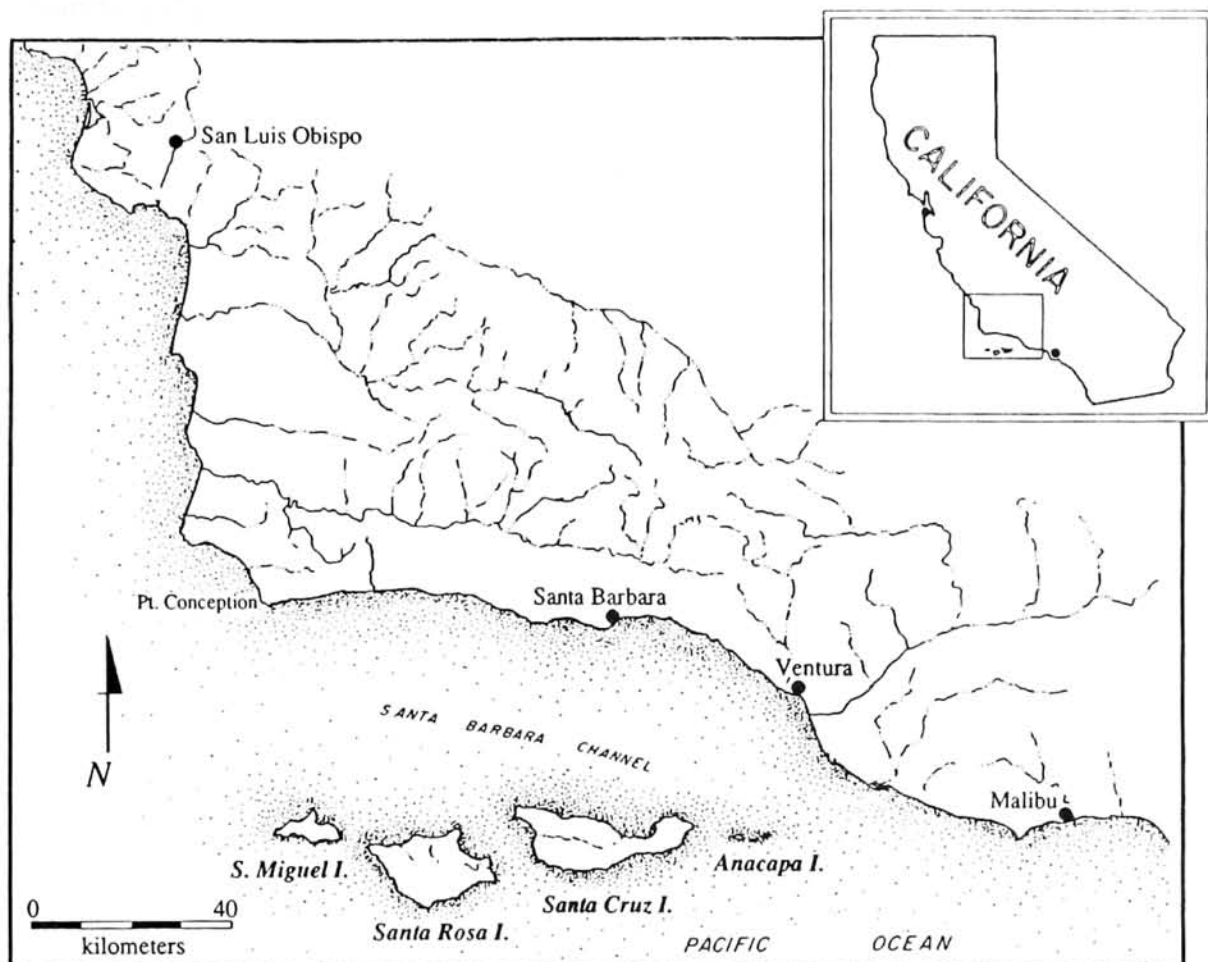 San Luis Obispo
CALIFORNIA
Pt. Conception
Santa Barbara
Ventura
SANTA BARBARA CHANNEL
N
Malibu
S. Miguel I.
Anacapa I.
Santa Cruz I.
Santa Rosa I.
0 40
kilometers
PACIFIC OCEAN